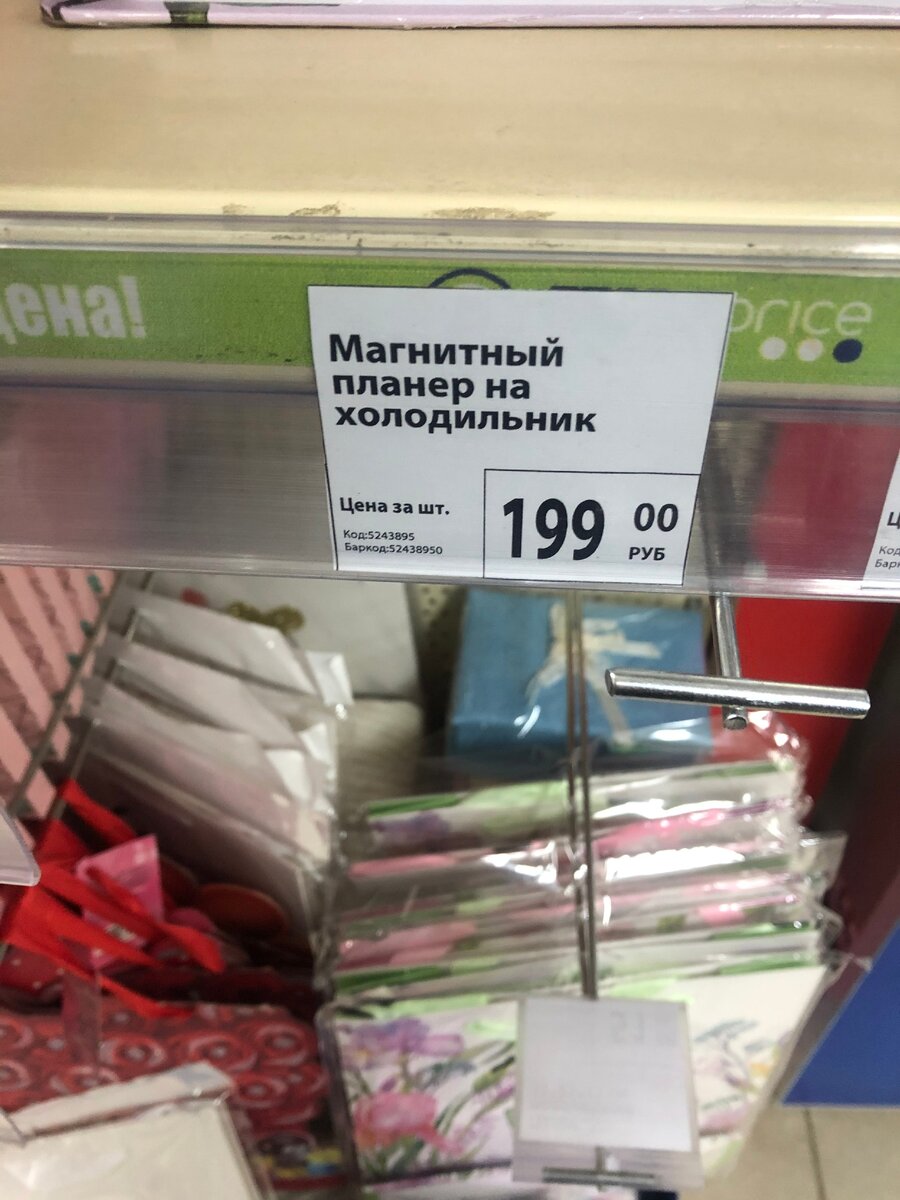 цена!
price
Магнитный
планер на
холодильник
Цена за шт.
199 00
РУБ
Код:5243895
Баркод:52438950